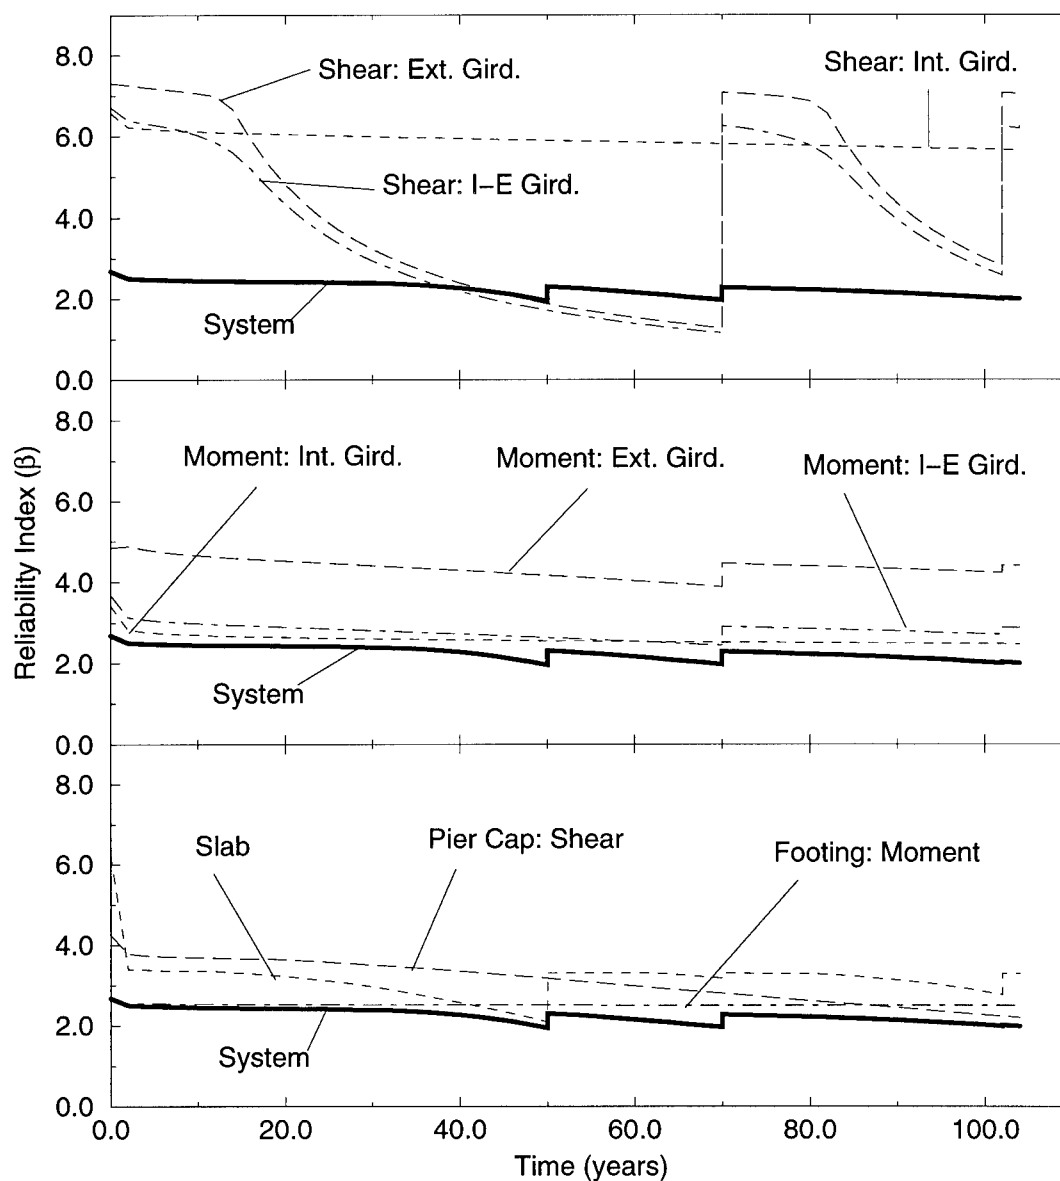 8.0
Shear: Ext. Gird.
Shear: Int. Gird.
6.0
Shear: I−E Gird.
4.0
2.0
System
0.0
8.0
Moment: Int. Gird.
Moment: Ext. Gird.
Moment: I−E Gird.
6.0
4.0
2.0
System
0.0
Reliability Index (β)
8.0
Slab
Pier Cap: Shear
Footing: Moment
6.0
4.0
2.0
System
0.0
0.0 20.0 40.0 60.0 80.0 100.0
Time (years)